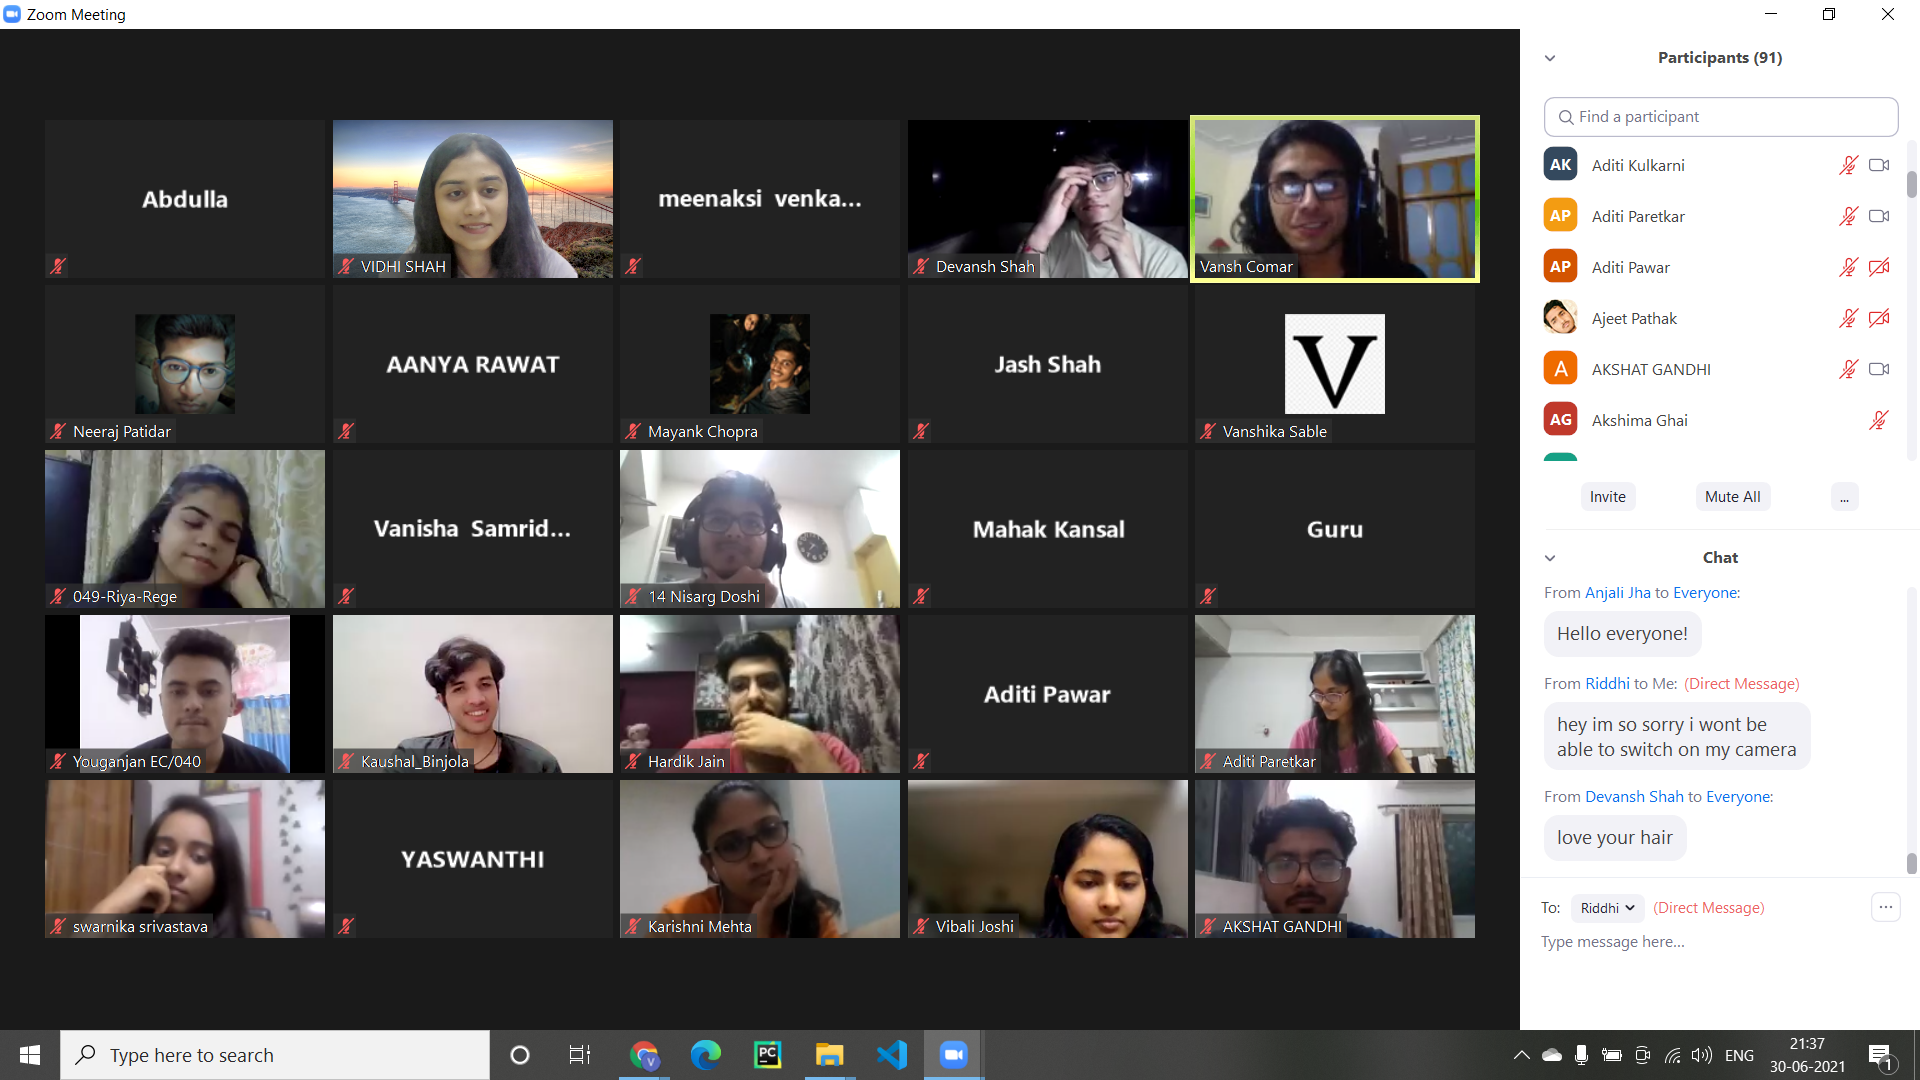 Zoom Meeting
Abdulla
VIDHI SHAH
meenaksi venka...
Devansh Shah
Vansh Comar
Neeraj Patidar
AANYA RAWAT
Mayank Chopra
Jash Shah
V
Vanshika Sable
049-Riya-Rege
Vanisha Samrid...
14 Nisarg Doshi
Mahak Kansal
Guru
Youganjan EC/040
Kaushal_Binjola
Hardik Jain
Aditi Pawar
Aditi Paretkar
swarnika srivastava
YASWANTHI
Karishni Mehta
Vibali Joshi
AKSHAT GANDHI
Participants (91)
Find a participant
AK Aditi Kulkarni
AP Aditi Paretkar
AP Aditi Pawar
Ajeet Pathak
A AKSHAT GANDHI
AG Akshima Ghai
Invite Mute All ...
Chat
From Anjali Jha to Everyone:
Hello everyone!
From Riddhi to Me: (Direct Message)
hey im so sorry i wont be
able to switch on my camera
From Devansh Shah to Everyone:
love your hair
To: Riddhi (Direct Message)
Type message here...
Type here to search
V
PC
ENG
21:37
30-06-2021
1